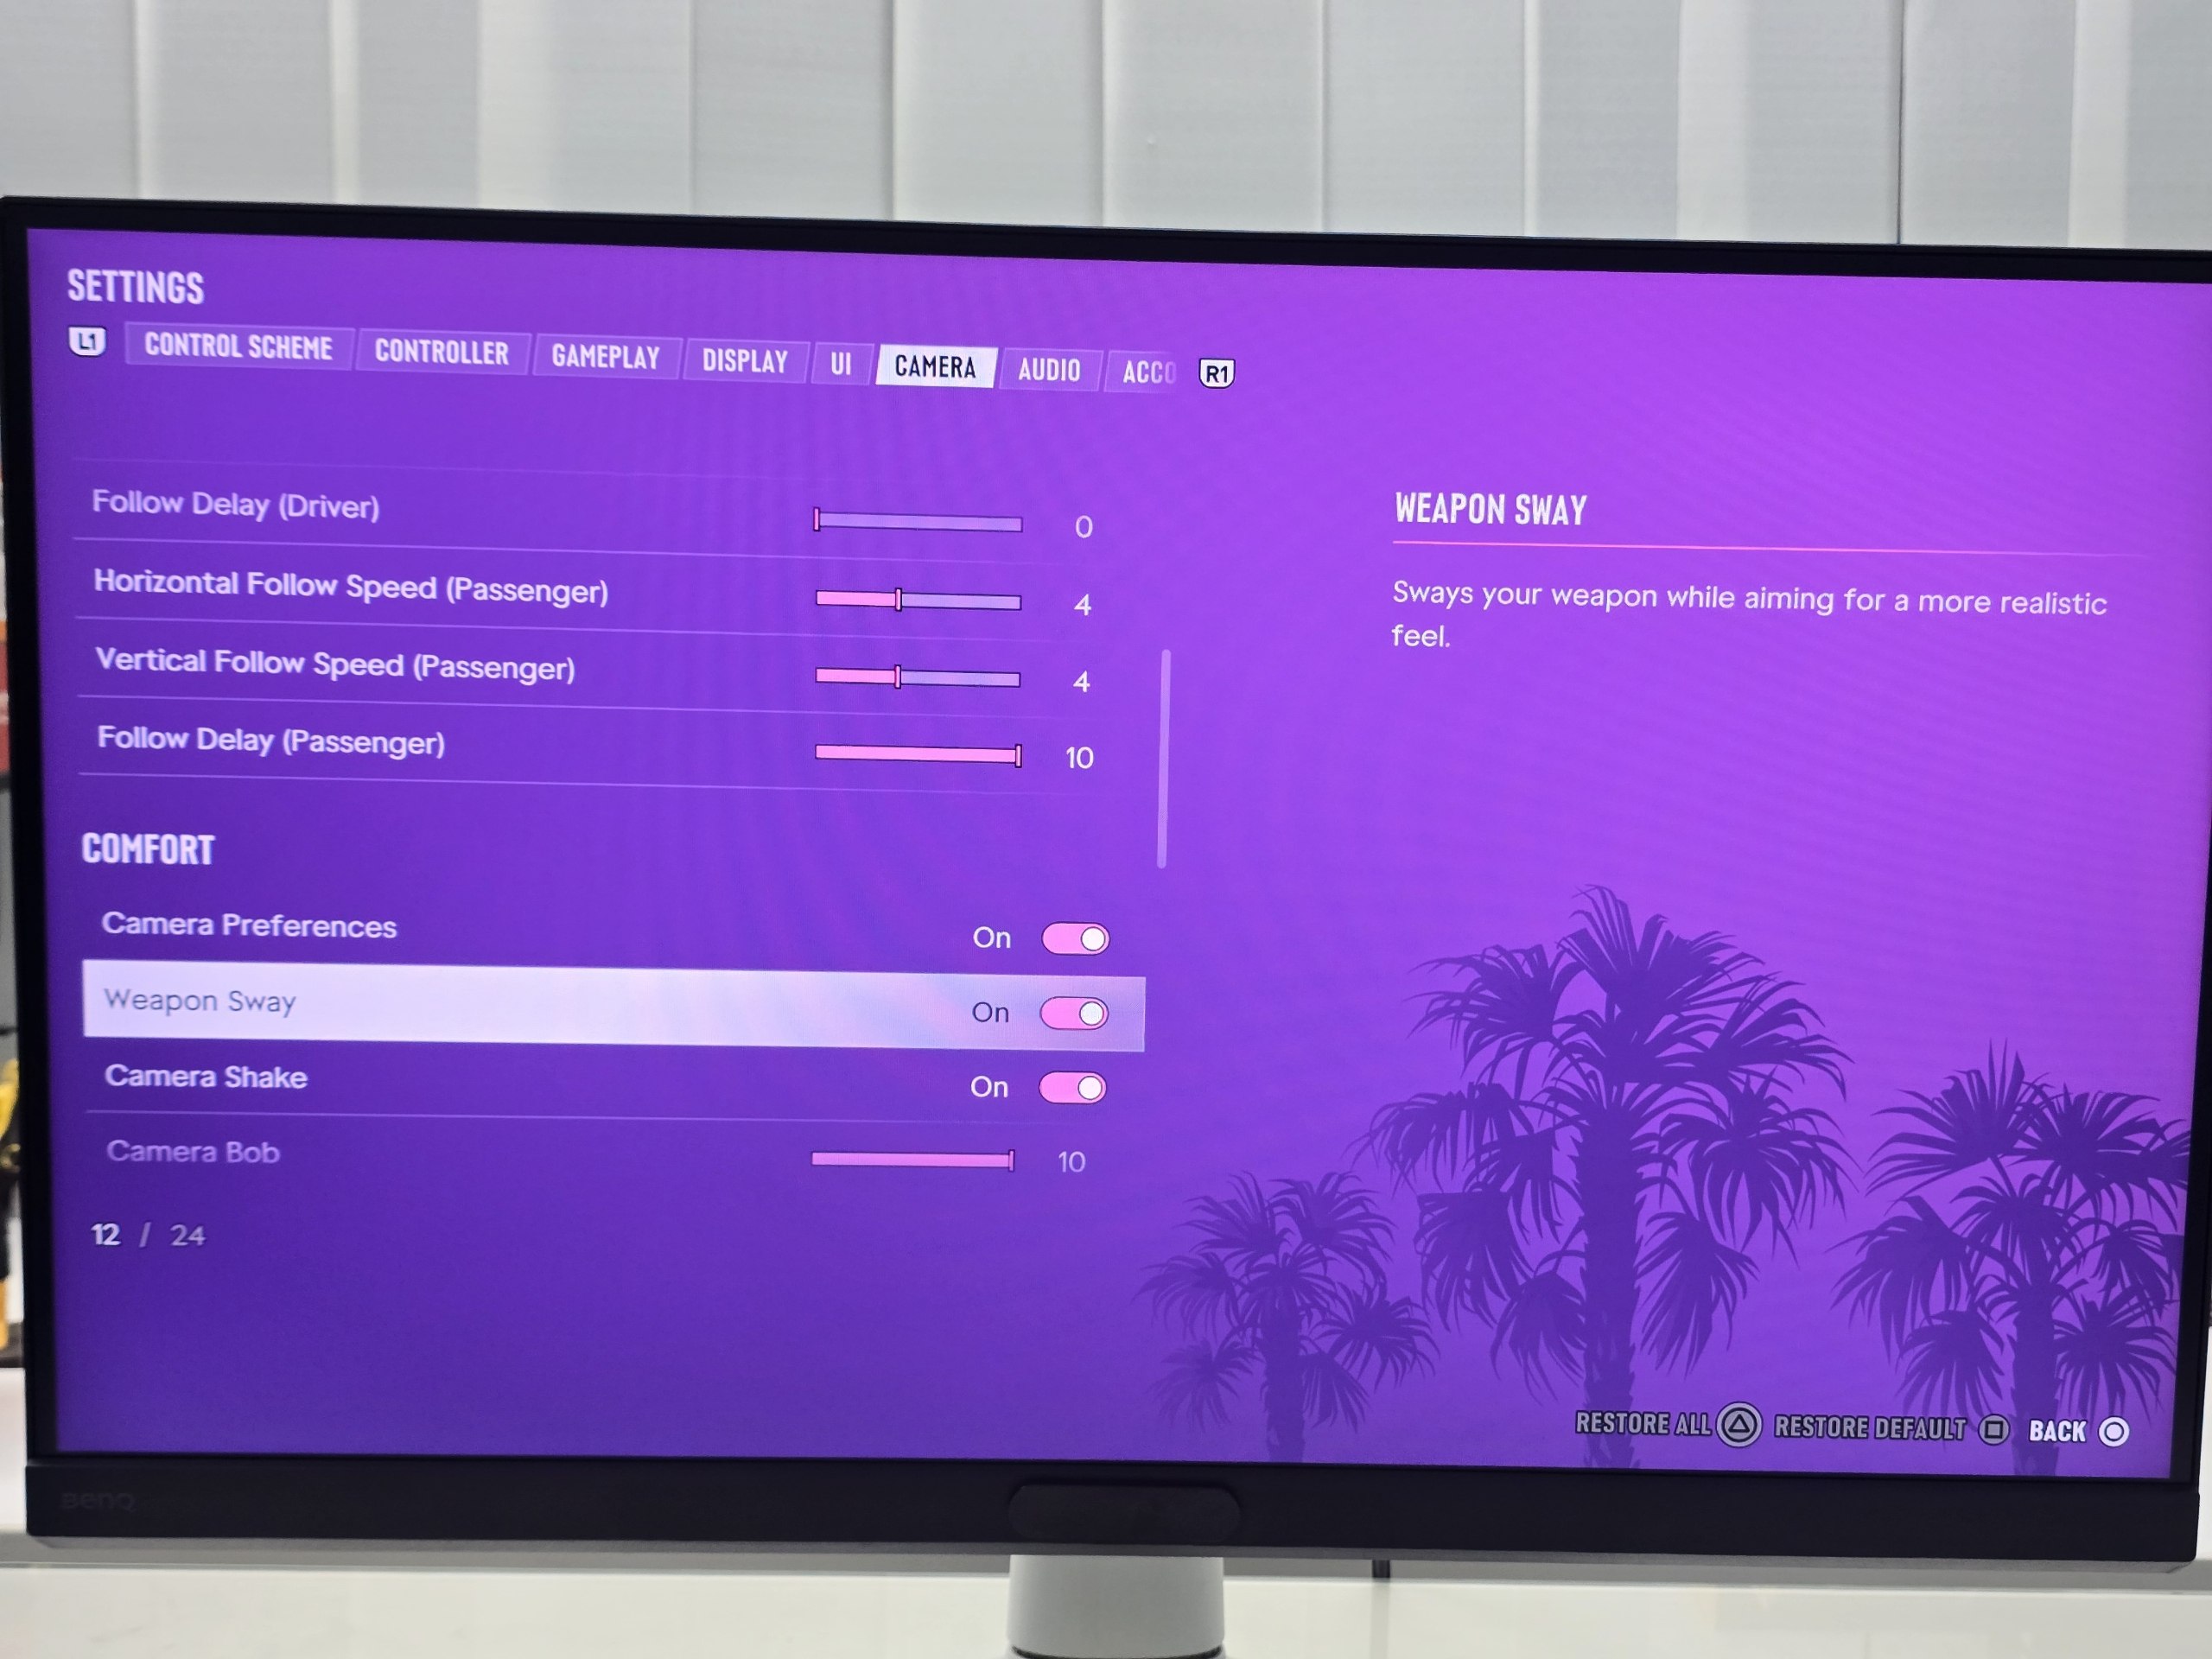 SETTINGS
L1 CONTROL SCHEME CONTROLLER GAMEPLAY DISPLAY UI CAMERA AUDIO ACCO R1
Follow Delay (Driver) 0
Horizontal Follow Speed (Passenger) 4
Vertical Follow Speed (Passenger) 4
Follow Delay (Passenger) 10
COMFORT
Camera Preferences On
Weapon Sway On
Camera Shake On
Camera Bob 10
12 / 24
WEAPON SWAY
Sways your weapon while aiming for a more realistic
feel.
RESTORE ALL RESTORE DEFAULT BACK
BenQ